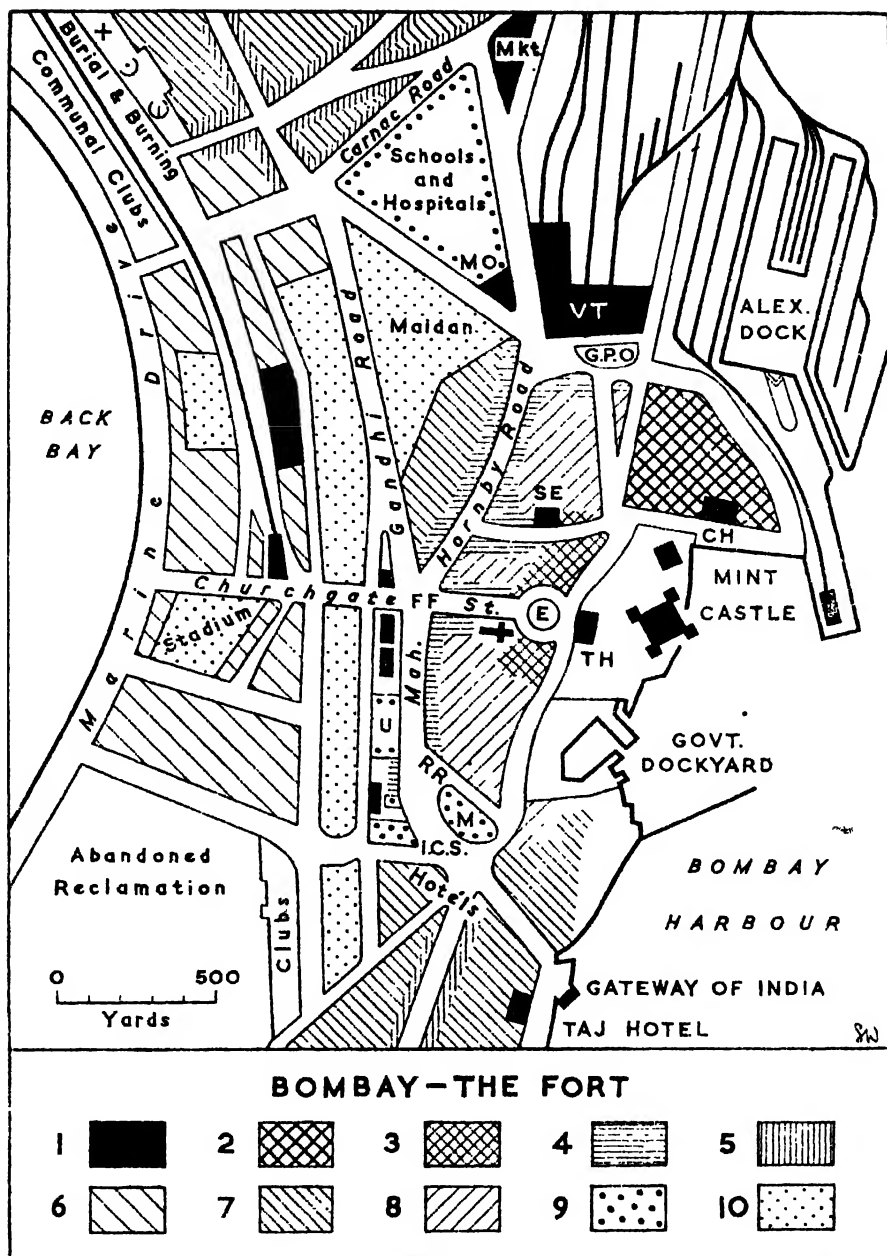 Mkt.
Burial & Burning
Communal Clubs
Carnac Road
Schools
and
Hospitals
MO
VT
G.P.O
ALEX.
DOCK
Maidan
Gandhi Road
Hornby Road
BACK
BAY
Marine Drive
SE
CH
MINT
CASTLE
Churchgate FF St.
E
TH
Stadium
Mah.
U
GOVT.
DOCKYARD
RR
M
I.C.S.
Abandoned
Reclamation
Hotels
Clubs
BOMBAY
HARBOUR
0 500
Yards
GATEWAY OF INDIA
TAJ HOTEL
SW
BOMBAY—THE FORT
1 2 3 4 5
6 7 8 9 10